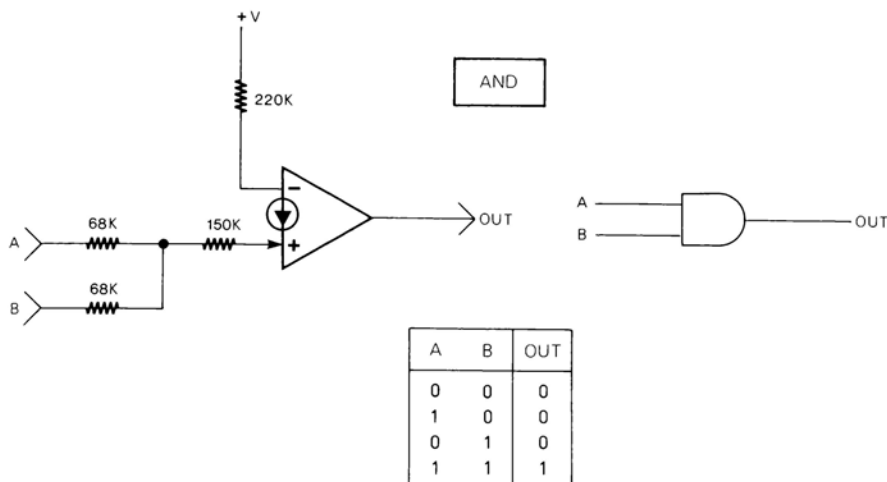 + V
220K
AND
−
68K
150K
+
OUT
A
68K
B
A
B
OUT
A B OUT
0 0 0
1 0 0
0 1 0
1 1 1